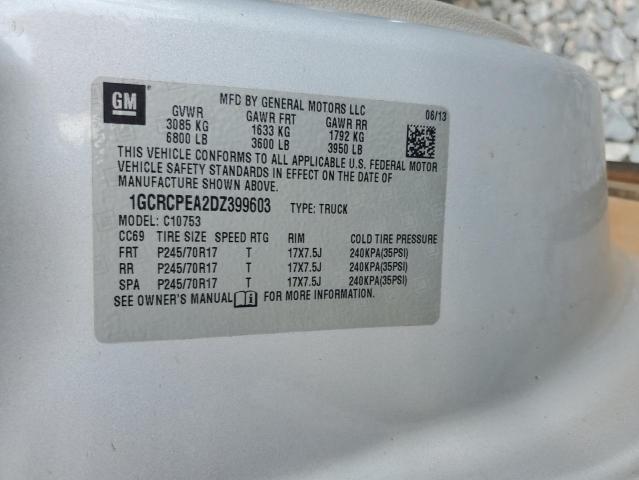 GM
MFD BY GENERAL MOTORS LLC
06/13
GVWR GAWR FRT GAWR RR
3085 KG 1633 KG 1792 KG
6800 LB 3600 LB 3950 LB
THIS VEHICLE CONFORMS TO ALL APPLICABLE U.S. FEDERAL MOTOR
VEHICLE SAFETY STANDARDS IN EFFECT ON THE DATE OF
MANUFACTURE SHOWN ABOVE.
1GCRCPEA2DZ399603 TYPE: TRUCK
MODEL: C10753
CC69 TIRE SIZE SPEED RTG RIM COLD TIRE PRESSURE
FRT P245/70R17 T 17X7.5J 240KPA(35PSI)
RR P245/70R17 T 17X7.5J 240KPA(35PSI)
SPA P245/70R17 T 17X7.5J 240KPA(35PSI)
SEE OWNER'S MANUAL FOR MORE INFORMATION.